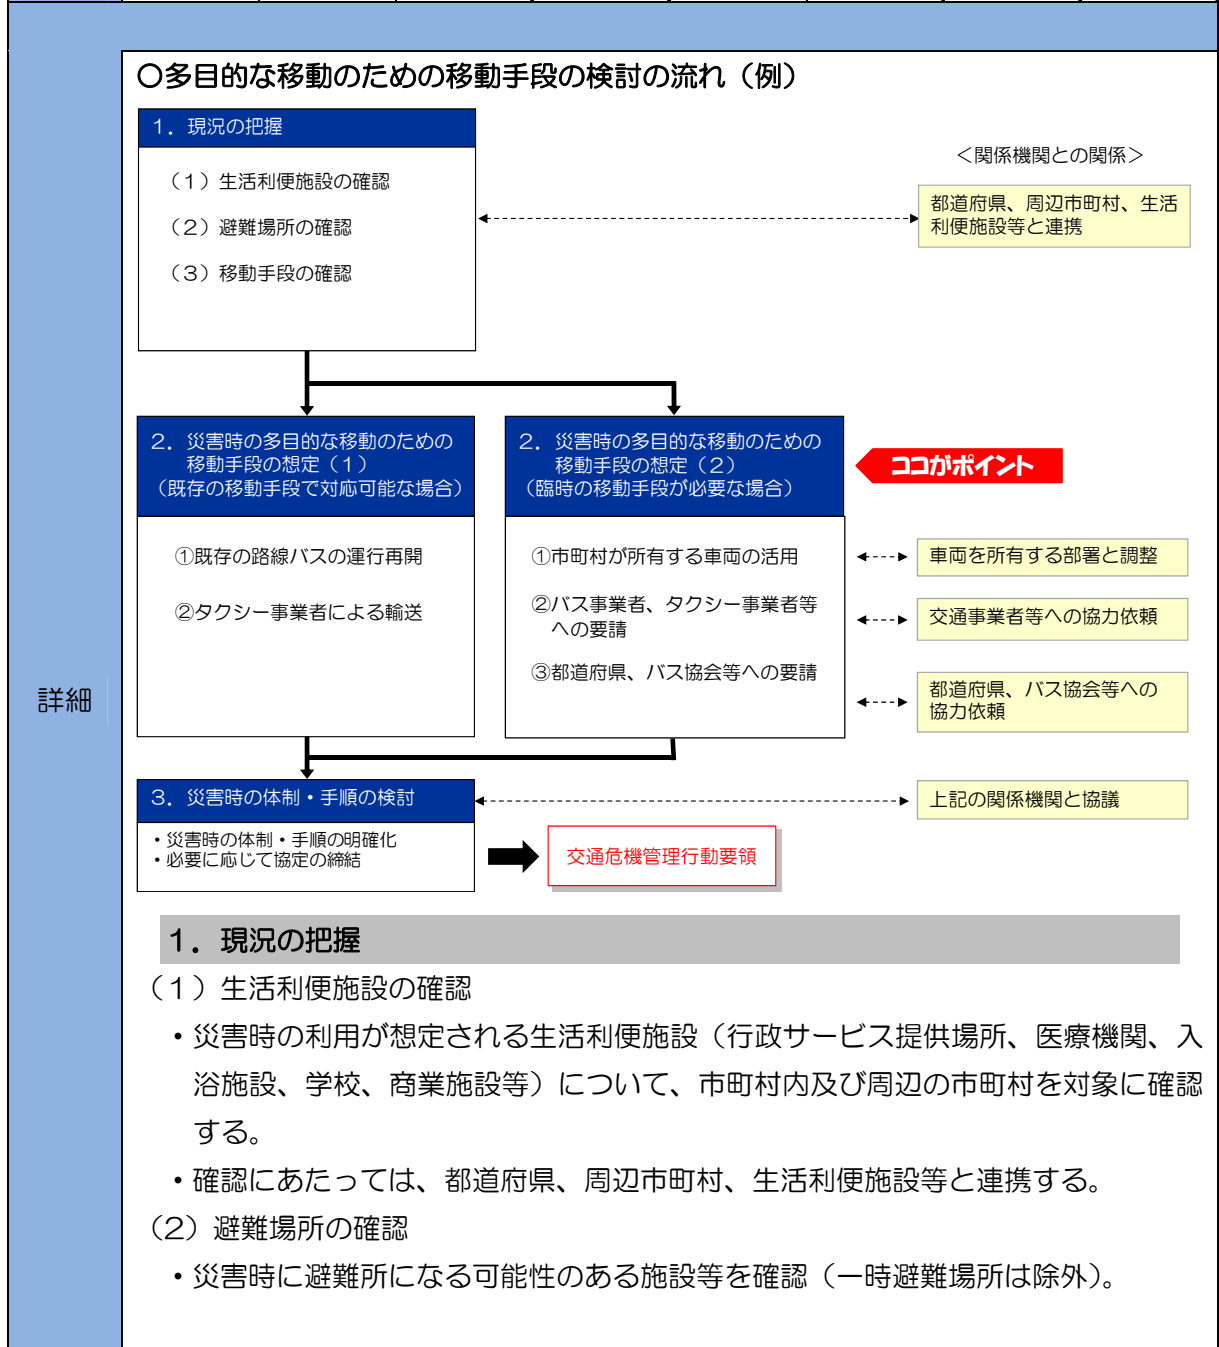 詳細
〇多目的な移動のための移動手段の検討の流れ（例）
１．現況の把握
（１）生活利便施設の確認
（２）避難場所の確認
（３）移動手段の確認
＜関係機関との関係＞
都道府県、周辺市町村、生活
利便施設等と連携
２．災害時の多目的な移動のための
移動手段の想定（１）
（既存の移動手段で対応可能な場合）
①既存の路線バスの運行再開
②タクシー事業者による輸送
２．災害時の多目的な移動のための
移動手段の想定（２）
（臨時の移動手段が必要な場合）
①市町村が所有する車両の活用
②バス事業者、タクシー事業者等
への要請
③都道府県、バス協会等への要請
ココがポイント
車両を所有する部署と調整
交通事業者等への協力依頼
都道府県、バス協会等への
協力依頼
３．災害時の体制・手順の検討
・災害時の体制・手順の明確化
・必要に応じて協定の締結
交通危機管理行動要領
上記の関係機関と協議
１．現況の把握
（１）生活利便施設の確認
・災害時の利用が想定される生活利便施設（行政サービス提供場所、医療機関、入
浴施設、学校、商業施設等）について、市町村内及び周辺の市町村を対象に確認
する。
・確認にあたっては、都道府県、周辺市町村、生活利便施設等と連携する。
（２）避難場所の確認
・災害時に避難所になる可能性のある施設等を確認（一時避難場所は除外）。